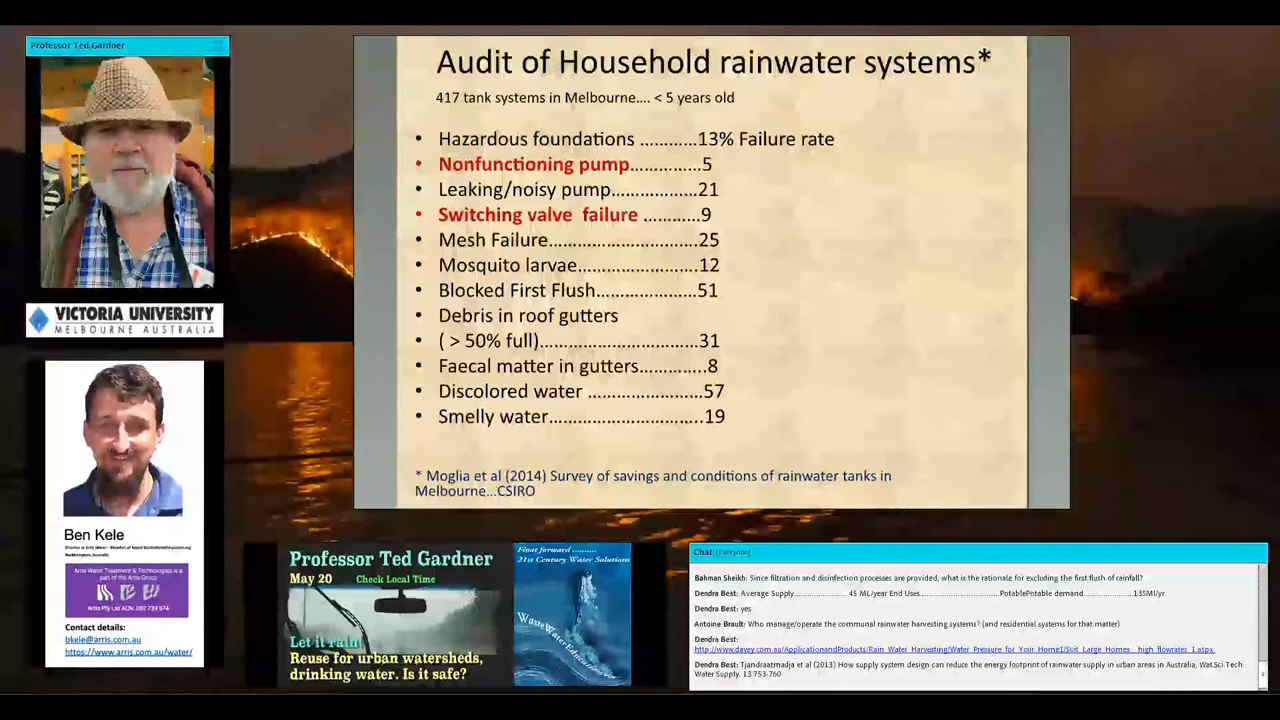 Professor Ted Gardner
VICTORIA UNIVERSITY
MELBOURNE AUSTRALIA
Audit of Household rainwater systems*
417 tank systems in Melbourne.... < 5 years old
• Hazardous foundations ............13% Failure rate
• Nonfunctioning pump...............5
• Leaking/noisy pump.................21
• Switching valve failure ...........9
• Mesh Failure..........................25
• Mosquito larvae.....................12
• Blocked First Flush..................51
• Debris in roof gutters
• ( > 50% full)...........................31
• Faecal matter in gutters............8
• Discolored water .....................57
• Smelly water...........................19
* Moglia et al (2014) Survey of savings and conditions of rainwater tanks in
Melbourne...CSIRO
Ben Kele
Arris Water Treatment & Technologies is a
part of the Arris Group
Arris Pty Ltd ACN. 092 739 574
Contact details:
bkele@arris.com.au
https://www.arris.com.au/water/
Professor Ted Gardner
May 20 Check Local Time
Let it rain!
Reuse for urban watersheds,
drinking water. Is it safe?
Float forward ..........
21st Century Water Solutions
Chat (Everyone)
Bahman Sheikh: Since filtration and disinfection processes are provided, what is the rationale for excluding the first flush of rainfall?
Dendra Best: Average Supply..................... 45 ML/year End Uses......................PotablePotable demand.....................135Ml/yr
Dendra Best: yes
Antoine Brault: Who manage/operate the communal rainwater harvesting systems? (and residential systems for that matter)
Dendra Best:
http://www.davey.com.au/ApplicationandProducts/Rain_Water_Harvesting/Water_Pressure_for_Your_Home1/Suit_Large_Homes__high_flowrates_1.aspx
Dendra Best: Tjandraatmadja et al (2013) How supply system design can reduce the energy footprint of rainwater supply in urban areas in Australia, Wat.Sci.Tech.
Water Supply. 13 753-760